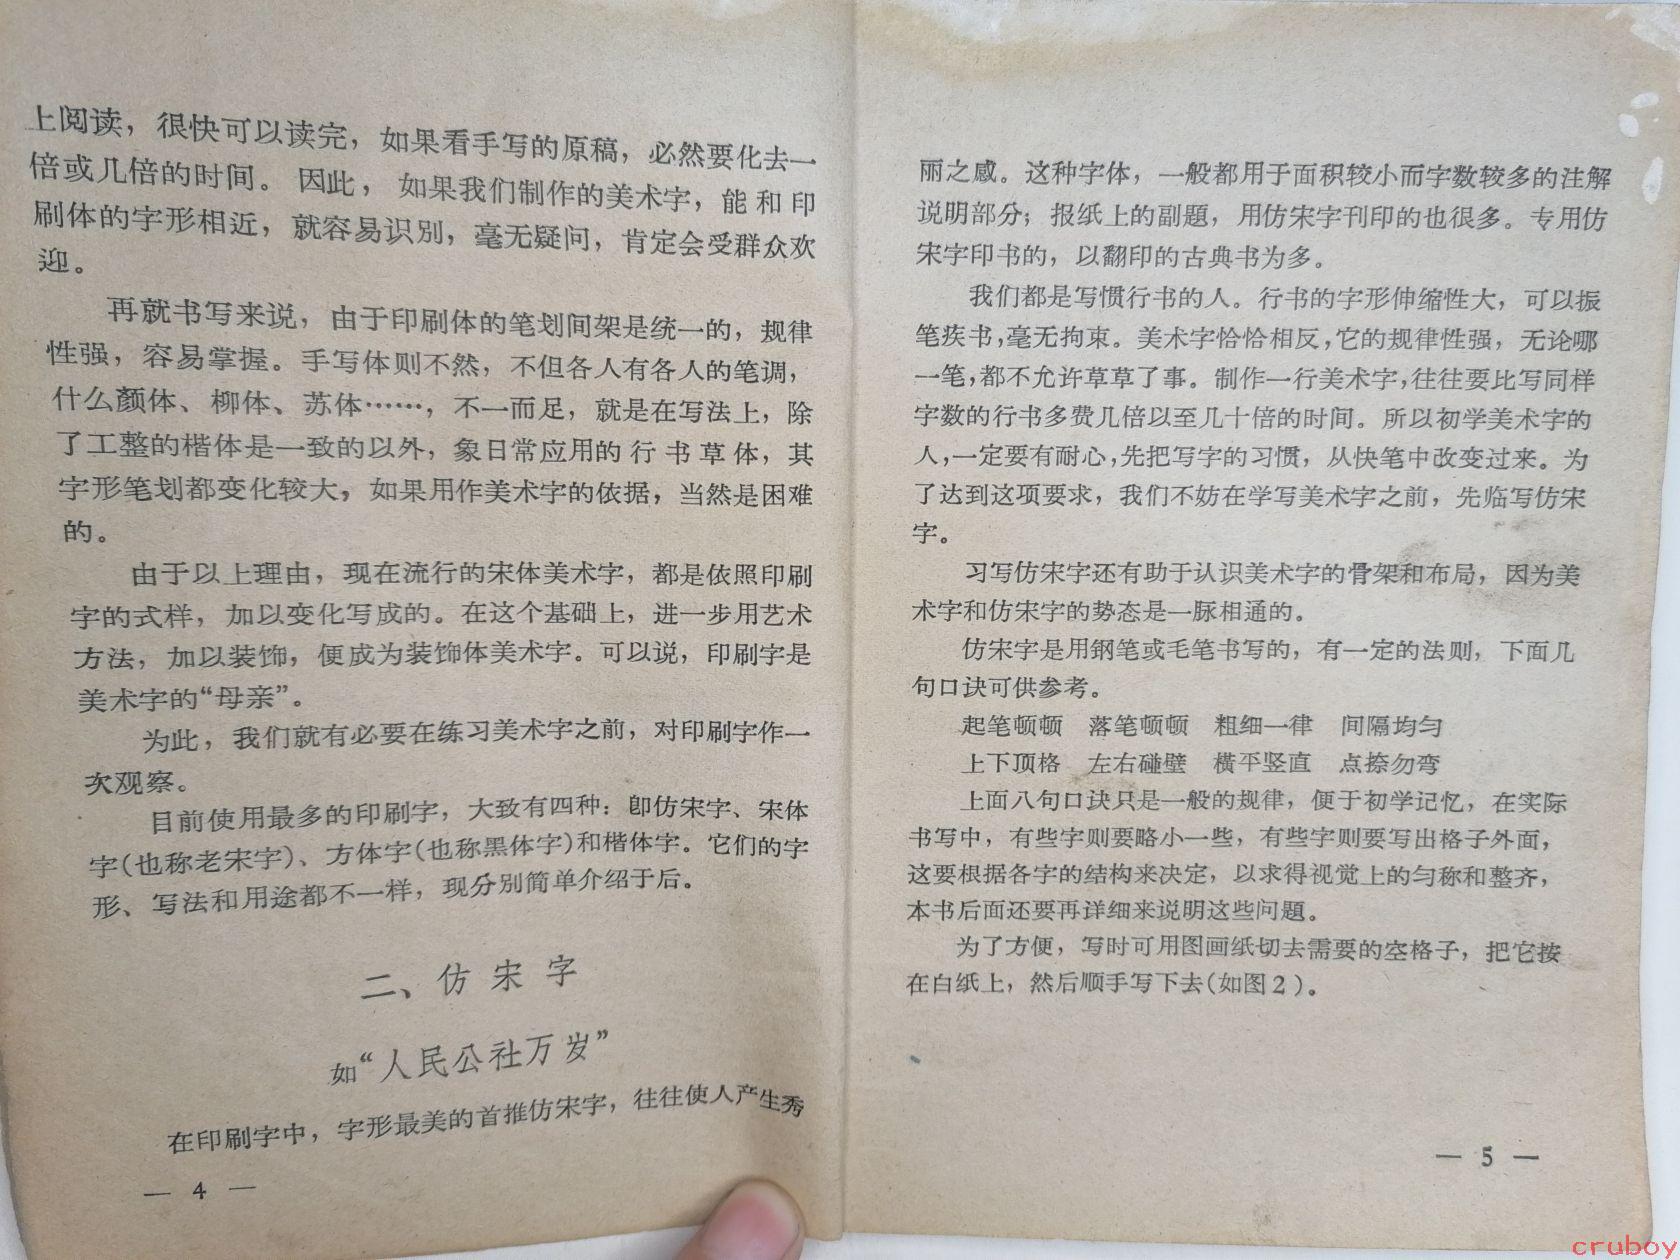 上阅读，很快可以读完，如果看手写的原稿，必然要化去一
倍或几倍的时间。因此，如果我们制作的美术字，能和印
刷体的字形相近，就容易识别，毫无疑问，肯定会受群众欢
迎。
再就书写来说，由于印刷体的笔划间架是统一的，规律
性强，容易掌握。手写体则不然，不但各人有各人的笔调，
什么颜体、柳体、苏体……，不一而足，就是在写法上，除
了工整的楷体是一致的以外，象日常应用的行书草体，其
字形笔划都变化较大，如果用作美术字的依据，当然是困难
的。
由于以上理由，现在流行的宋体美术字，都是依照印刷
字的式样，加以变化写成的。在这个基础上，进一步用艺术
方法，加以装饰，便成为装饰体美术字。可以说，印刷字是
美术字的“母亲”。
为此，我们就有必要在练习美术字之前，对印刷字作一
次观察。
目前使用最多的印刷字，大致有四种：即仿宋字、宋体
字（也称老宋字）、方体字（也称黑体字）和楷体字。它们的字
形、写法和用途都不一样，现分别简单介绍于后。
二、仿宋字
如“人民公社万岁”
在印刷字中，字形最美的首推仿宋字，往往使人产生秀
— 4 —
丽之感。这种字体，一般都用于面积较小而字数较多的注解
说明部分；报纸上的副题，用仿宋字刊印的也很多。专用仿
宋字印书的，以翻印的古典书为多。
我们都是写惯行书的人。行书的字形伸缩性大，可以振
笔疾书，毫无拘束。美术字恰恰相反，它的规律性强，无论哪
一笔，都不允许草草了事。制作一行美术字，往往要比写同样
字数的行书多费几倍以至几十倍的时间。所以初学美术字的
人，一定要有耐心，先把写字的习惯，从快笔中改变过来。为
了达到这项要求，我们不妨在学写美术字之前，先临写仿宋
字。
习写仿宋字还有助于认识美术字的骨架和布局，因为美
术字和仿宋字的势态是一脉相通的。
仿宋字是用钢笔或毛笔书写的，有一定的法则，下面几
句口诀可供参考。
起笔顿顿　落笔顿顿　粗细一律　间隔均匀
上下顶格　左右碰壁　横平竖直　点捺勿弯
上面八句口诀只是一般的规律，便于初学记忆，在实际
书写中，有些字则要略小一些，有些字则要写出格子外面，
这要根据各字的结构来决定，以求得视觉上的匀称和整齐，
本书后面还要再详细来说明这些问题。
为了方便，写时可用图画纸切去需要的空格子，把它按
在白纸上，然后顺手写下去（如图2）。
— 5 —
cruboy